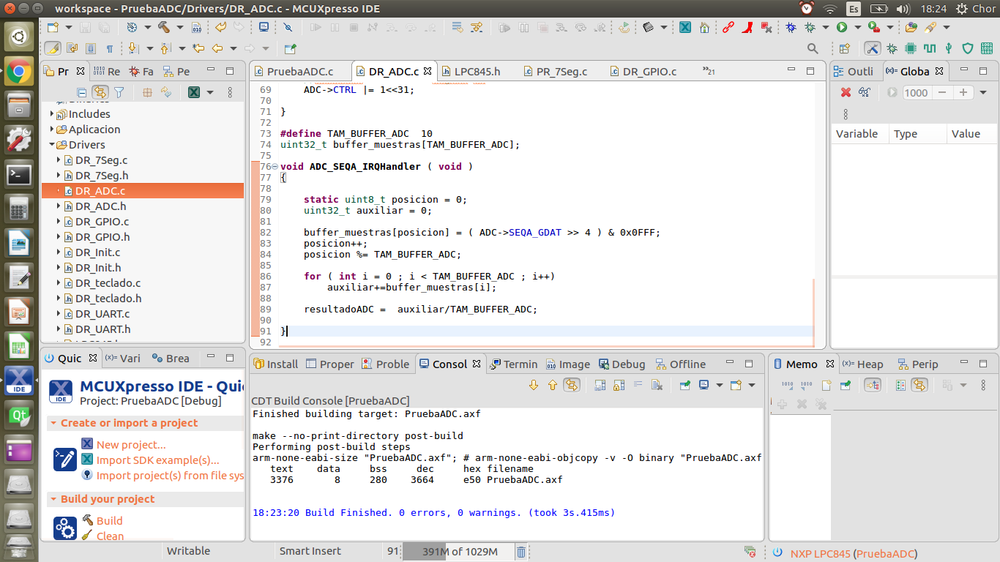 workspace - PruebaADC/Drivers/DR_ADC.c - MCUXpresso IDE
Es
18:24
Chor
Pr
Re
Fa
Pe
Includes
Aplicacion
Drivers
DR_7Seg.c
DR_7Seg.h
DR_ADC.c
DR_ADC.h
DR_GPIO.c
DR_GPIO.h
DR_Init.c
DR_Init.h
DR_teclado.c
DR_teclado.h
DR_UART.c
DR_UART.h
PruebaADC.c
DR_ADC.c
LPC845.h
PR_7Seg.c
DR_GPIO.c
»21
69     ADC->CTRL |= 1<<31;
70
71 }
72
73 #define TAM_BUFFER_ADC  10
74 uint32_t buffer_muestras[TAM_BUFFER_ADC];
75
76 void ADC_SEQA_IRQHandler ( void )
77 {
78
79     static uint8_t posicion = 0;
80     uint32_t auxiliar = 0;
81
82     buffer_muestras[posicion] = ( ADC->SEQA_GDAT >> 4 ) & 0x0FFF;
83     posicion++;
84     posicion %= TAM_BUFFER_ADC;
85
86     for ( int i = 0 ; i < TAM_BUFFER_ADC ; i++)
87         auxiliar+=buffer_muestras[i];
88
89     resultadoADC =  auxiliar/TAM_BUFFER_ADC;
90
91 }
92
Outli
Globa
1000
Variable Type Value
Quic
Vari
Brea
MCUXpresso IDE - Quic
Project: PruebaADC [Debug]
Create or import a project
New project...
Import SDK example(s)...
Import project(s) from file sys
Build your project
Build
Clean
Install
Proper
Proble
Consol
Termin
Image
Debug
Offline
CDT Build Console [PruebaADC]
Finished building target: PruebaADC.axf
make --no-print-directory post-build
Performing post-build steps
arm-none-eabi-size "PruebaADC.axf"; # arm-none-eabi-objcopy -v -O binary "PruebaADC.axf
text    data     bss     dec     hex filename
3376       8     280    3664     e50 PruebaADC.axf
18:23:20 Build Finished. 0 errors, 0 warnings. (took 3s.415ms)
Memo
Heap
Perip
Writable
Smart Insert
91
391M of 1029M
NXP LPC845 (PruebaADC)